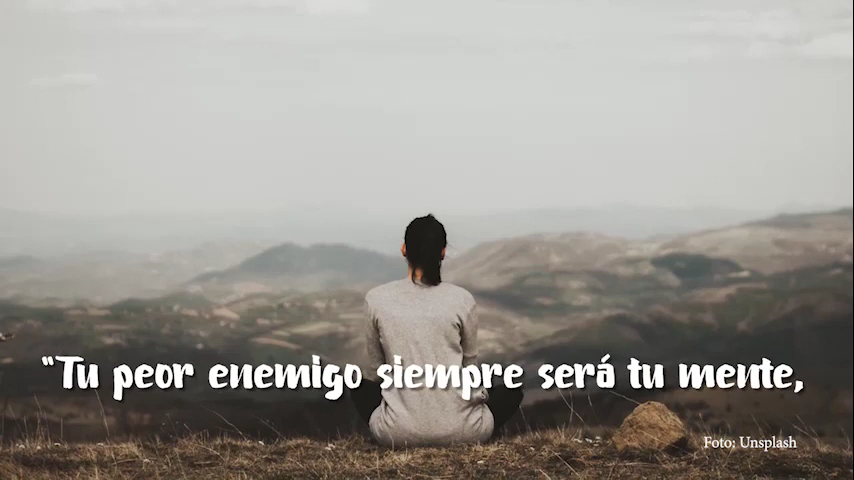 "Tu peor enemigo siempre será tu mente,
Foto: Unsplash